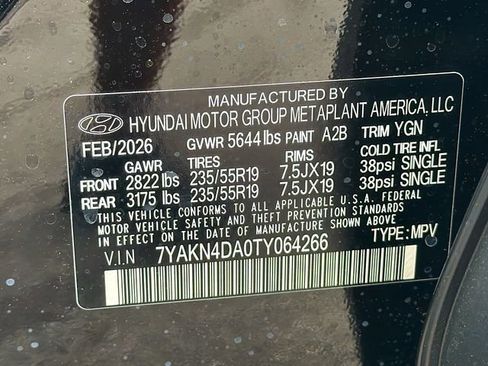 MANUFACTURED BY
HYUNDAI MOTOR GROUP METAPLANT AMERICA, LLC
FEB/2026 GVWR 5644 lbs PAINT A2B TRIM YGN
GAWR TIRES RIMS COLD TIRE INFL
FRONT 2822 lbs 235/55R19 7.5JX19 38psi SINGLE
REAR 3175 lbs 235/55R19 7.5JX19 38psi SINGLE
THIS VEHICLE CONFORMS TO ALL APPLICABLE U.S.A. FEDERAL
MOTOR VEHICLE SAFETY AND THEFT PREVENTION STANDARDS
IN EFFECT ON THE DATE OF MANUFACTURE SHOWN ABOVE.
V.I.N 7YAKN4DA0TY064266 TYPE: MPV